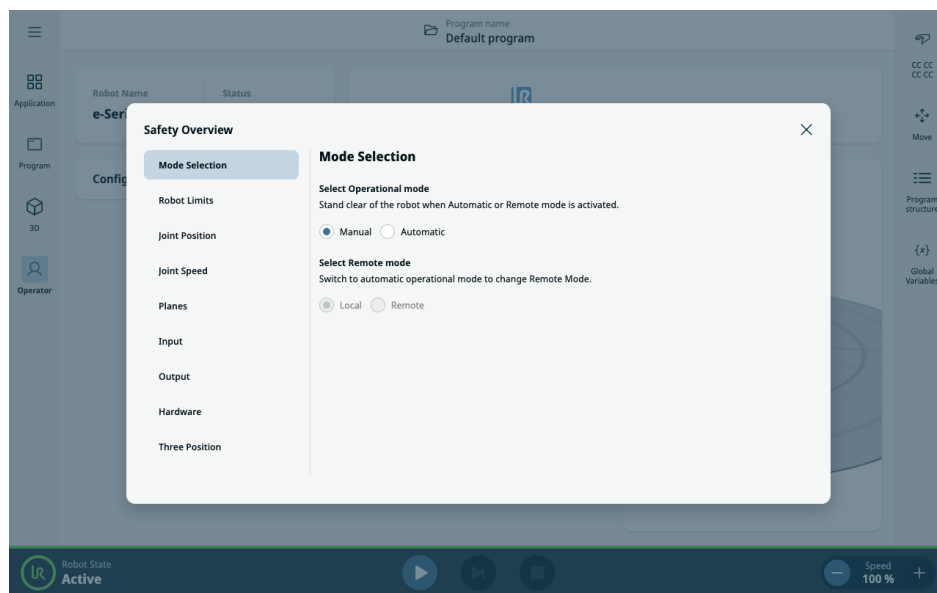 Program name
Default program
Application
Program
3D
Operator
Robot Name
Status
e-Seri
Config
Safety Overview
Mode Selection
Robot Limits
Joint Position
Joint Speed
Planes
Input
Output
Hardware
Three Position
Mode Selection
Select Operational mode
Stand clear of the robot when Automatic or Remote mode is activated.
Manual
Automatic
Select Remote mode
Switch to automatic operational mode to change Remote Mode.
Local
Remote
CC CC
CC CC
Move
Program
structure
{x}
Global
Variables
UR
Robot State
Active
Speed
100 %